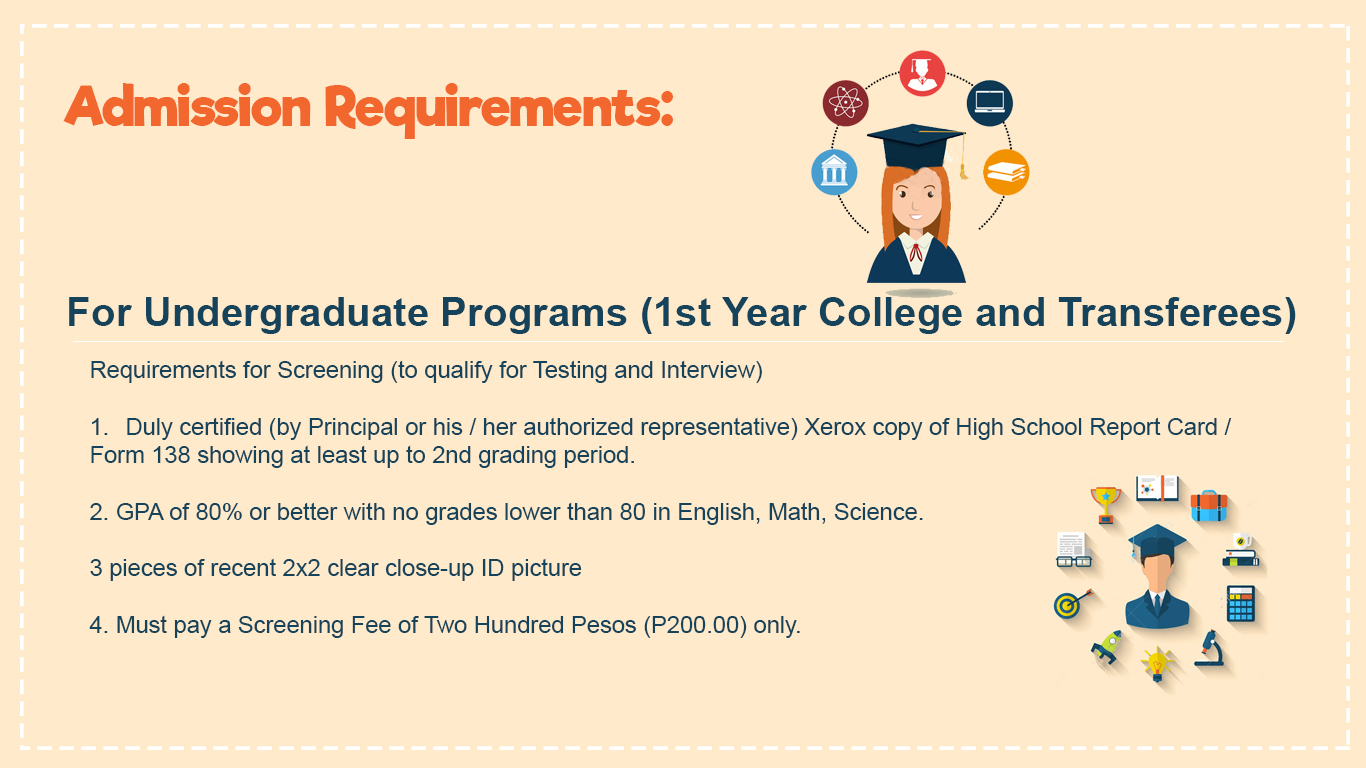 Admission Requirements:
For Undergraduate Programs (1st Year College and Transferees)
Requirements for Screening (to qualify for Testing and Interview)
1. Duly certified (by Principal or his / her authorized representative) Xerox copy of High School Report Card /
Form 138 showing at least up to 2nd grading period.
2. GPA of 80% or better with no grades lower than 80 in English, Math, Science.
3 pieces of recent 2x2 clear close-up ID picture
4. Must pay a Screening Fee of Two Hundred Pesos (P200.00) only.